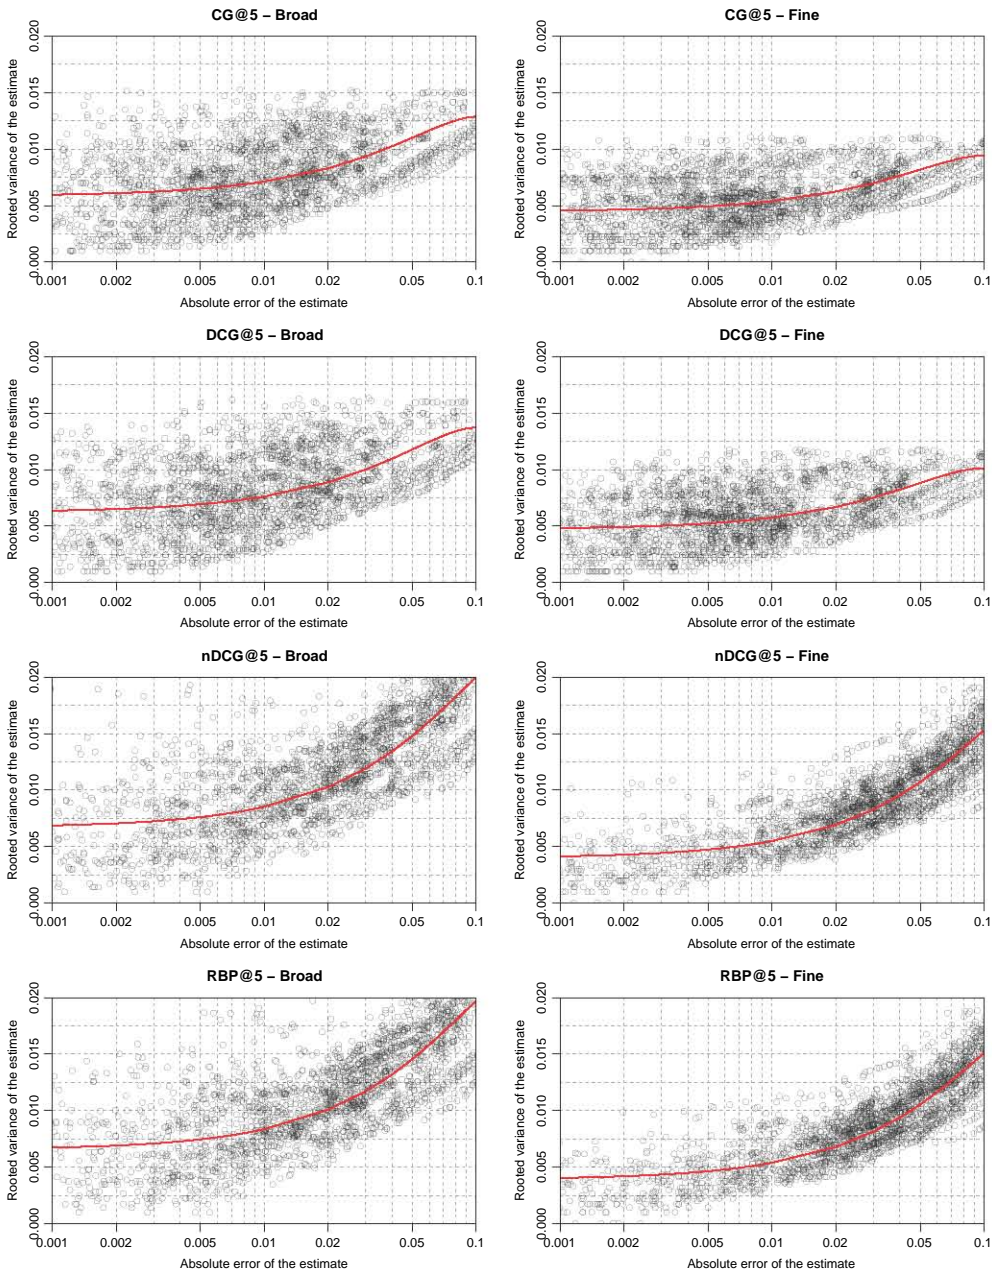 CG@5 – Broad
CG@5 – Fine
Rooted variance of the estimate
0.000 0.005 0.010 0.015 0.020
0.001 0.002 0.005 0.01 0.02 0.05 0.1
Absolute error of the estimate
Rooted variance of the estimate
0.000 0.005 0.010 0.015 0.020
0.001 0.002 0.005 0.01 0.02 0.05 0.1
Absolute error of the estimate
DCG@5 – Broad
DCG@5 – Fine
Rooted variance of the estimate
0.000 0.005 0.010 0.015 0.020
0.001 0.002 0.005 0.01 0.02 0.05 0.1
Absolute error of the estimate
Rooted variance of the estimate
0.000 0.005 0.010 0.015 0.020
0.001 0.002 0.005 0.01 0.02 0.05 0.1
Absolute error of the estimate
nDCG@5 – Broad
nDCG@5 – Fine
Rooted variance of the estimate
0.000 0.005 0.010 0.015 0.020
0.001 0.002 0.005 0.01 0.02 0.05 0.1
Absolute error of the estimate
Rooted variance of the estimate
0.000 0.005 0.010 0.015 0.020
0.001 0.002 0.005 0.01 0.02 0.05 0.1
Absolute error of the estimate
RBP@5 – Broad
RBP@5 – Fine
Rooted variance of the estimate
0.000 0.005 0.010 0.015 0.020
0.001 0.002 0.005 0.01 0.02 0.05 0.1
Absolute error of the estimate
Rooted variance of the estimate
0.000 0.005 0.010 0.015 0.020
0.001 0.002 0.005 0.01 0.02 0.05 0.1
Absolute error of the estimate